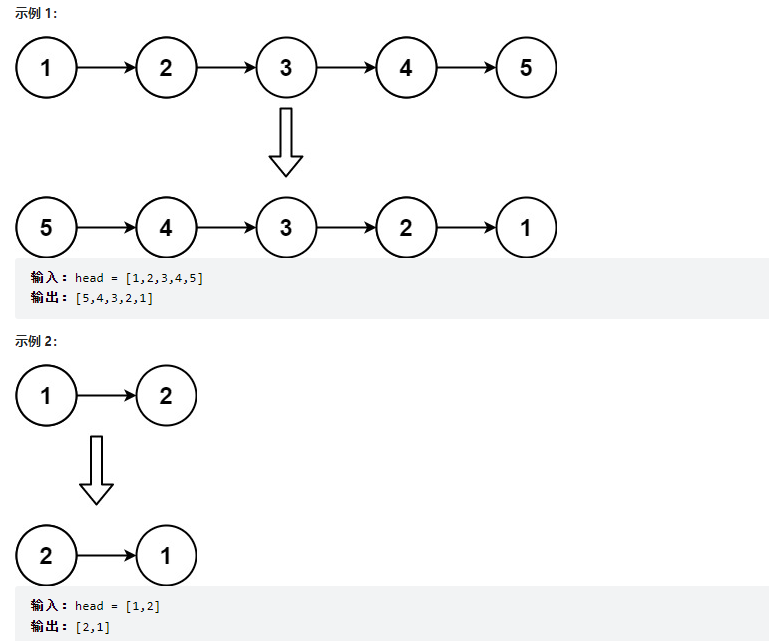 示例 1：
1 2 3 4 5
5 4 3 2 1
输入：head = [1,2,3,4,5]
输出：[5,4,3,2,1]
示例 2：
1 2
2 1
输入：head = [1,2]
输出：[2,1]